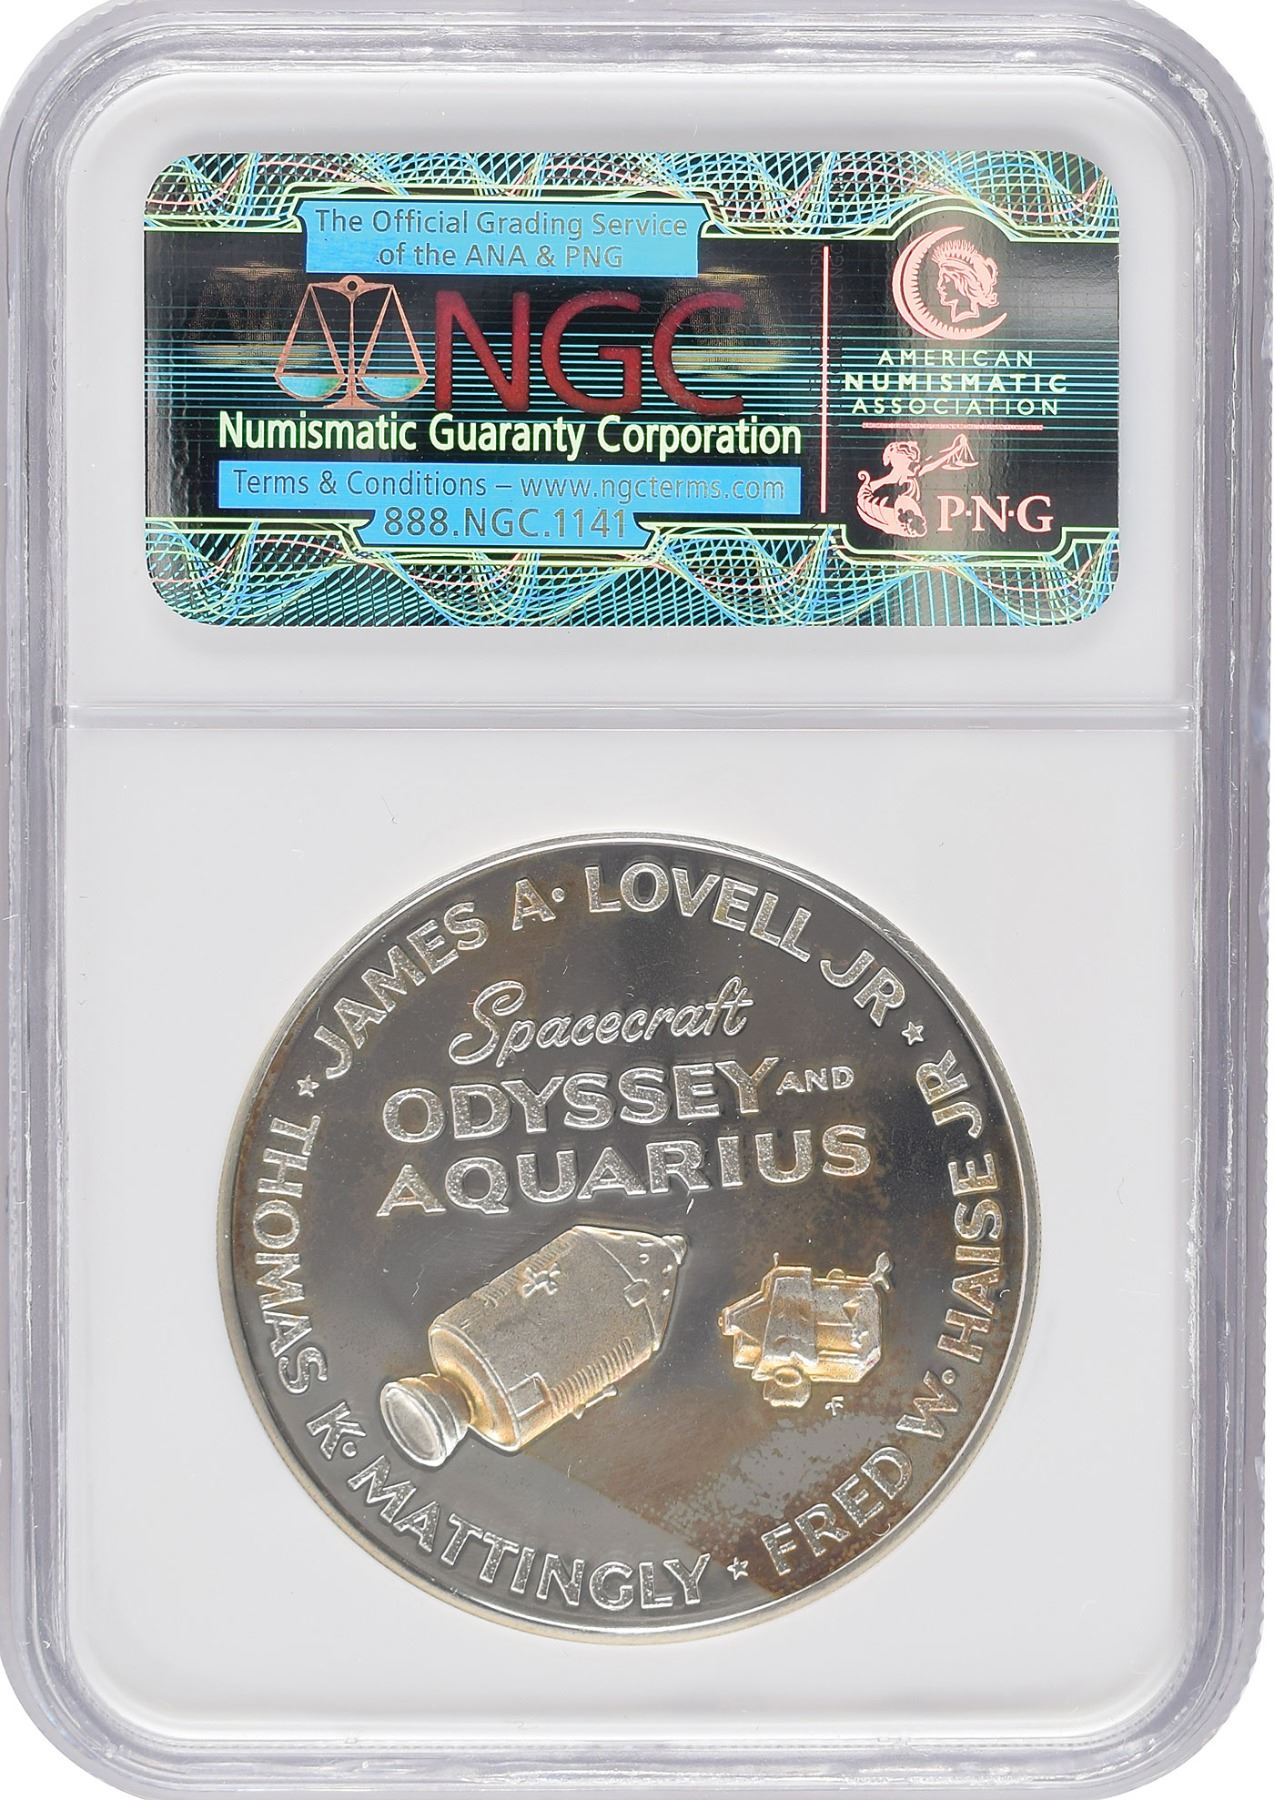 The Official Grading Service
of the ANA & PNG
NGC
Numismatic Guaranty Corporation
Terms & Conditions – www.ngcterms.com
888.NGC.1141
AMERICAN
NUMISMATIC
ASSOCIATION
P·N·G
★ JAMES A· LOVELL JR ★
FRED W· HAISE JR
★
THOMAS K· MATTINGLY
Spacecraft
ODYSSEY AND
AQUARIUS
F